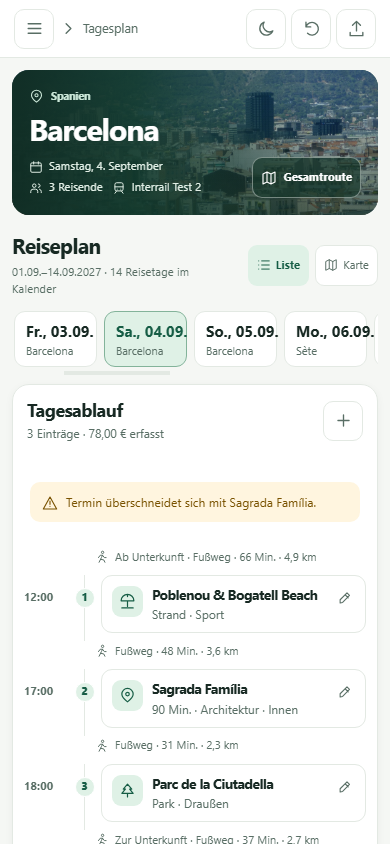 Tagesplan
Spanien
Barcelona
Samstag, 4. September
3 Reisende Interrail Test 2
Gesamtroute
Reiseplan
01.09.–14.09.2027 · 14 Reisetage im
Kalender
Liste
Karte
Fr., 03.09.
Barcelona
Sa., 04.09.
Barcelona
So., 05.09.
Barcelona
Mo., 06.09.
Sète
Tagesablauf
3 Einträge · 78,00 € erfasst
Termin überschneidet sich mit Sagrada Família.
Ab Unterkunft · Fußweg · 66 Min. · 4,9 km
12:00
1
Poblenou & Bogatell Beach
Strand · Sport
Fußweg · 48 Min. · 3,6 km
17:00
2
Sagrada Família
90 Min. · Architektur · Innen
Fußweg · 31 Min. · 2,3 km
18:00
3
Parc de la Ciutadella
Park · Draußen
Zur Unterkunft · Fußweg · 37 Min. · 2,7 km